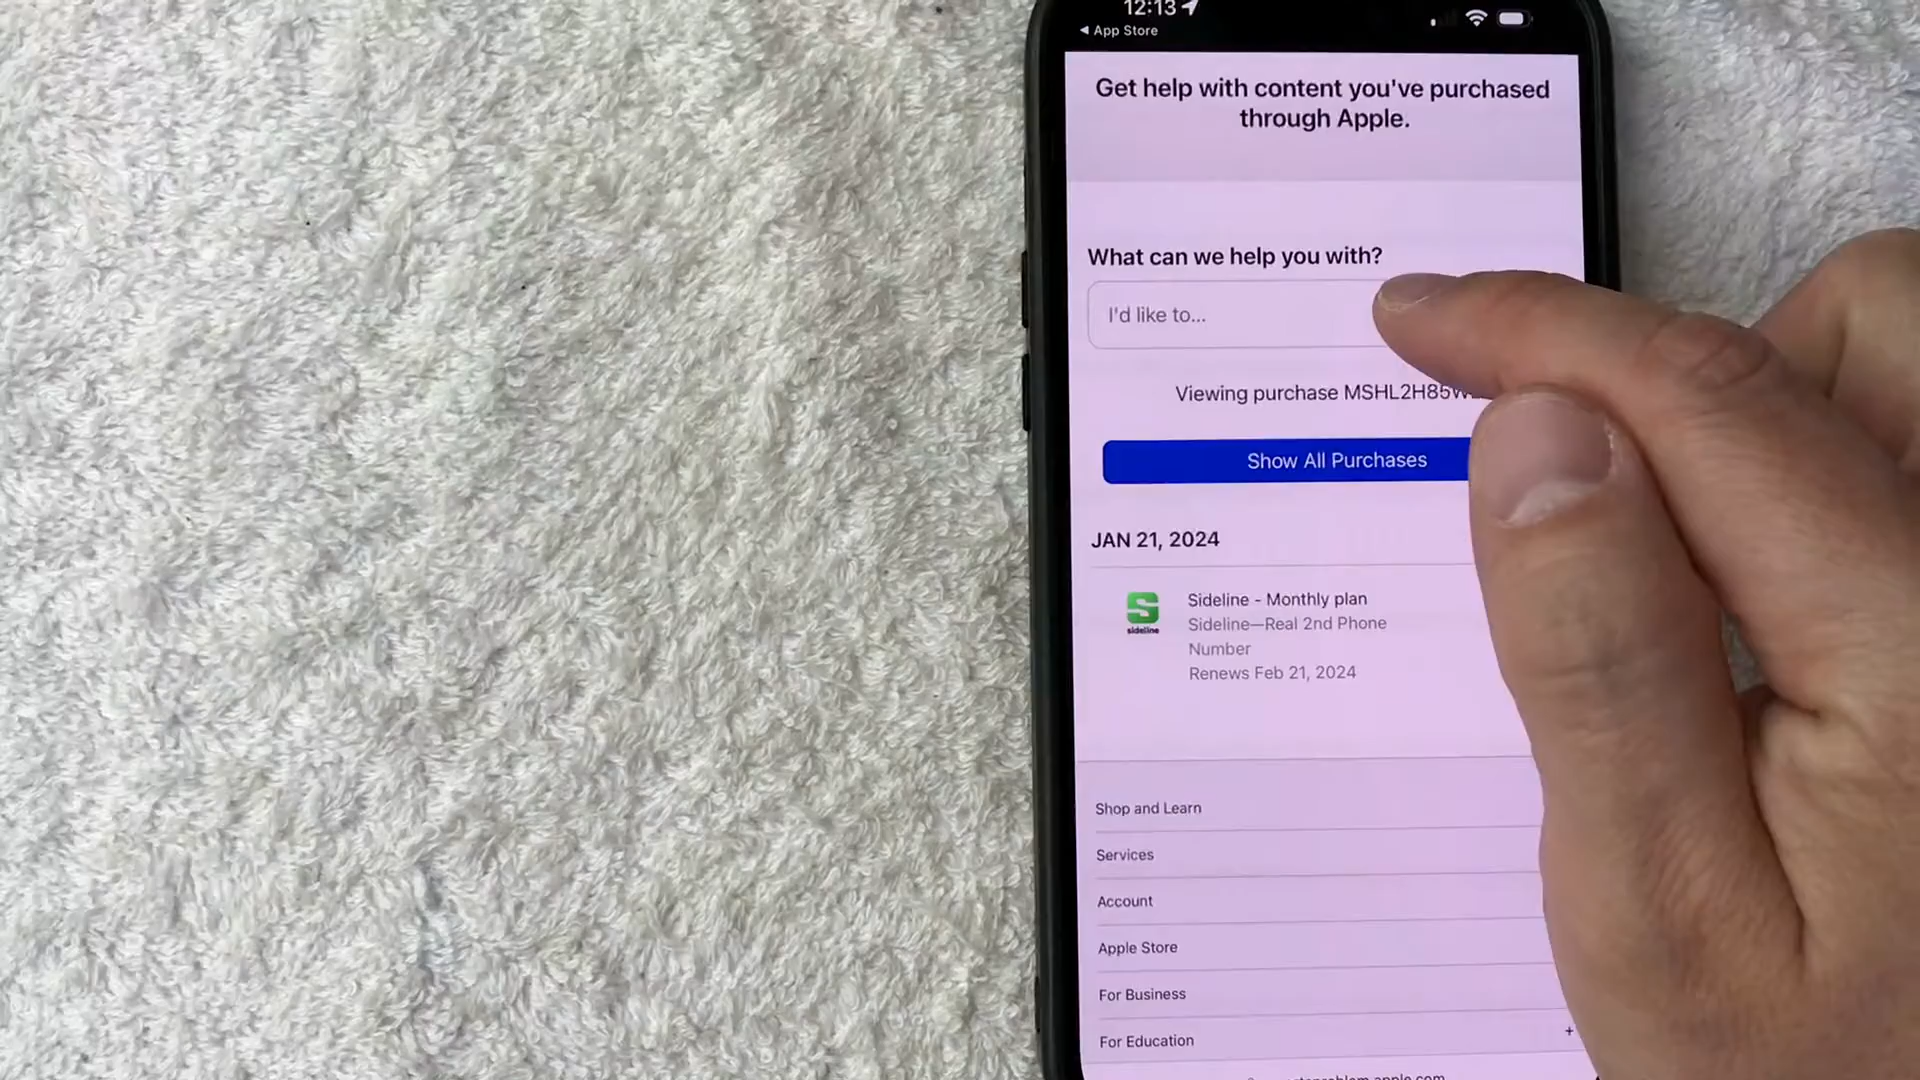 12:13
◀ App Store
Get help with content you've purchased
through Apple.
What can we help you with?
I'd like to...
Viewing purchase
Show All Purchases
JAN 21, 2024
sideline
Sideline - Monthly plan
Sideline—Real 2nd Phone
Number
Renews Feb 21, 2024
Shop and Learn
Services
Account
Apple Store
For Business
For Education +